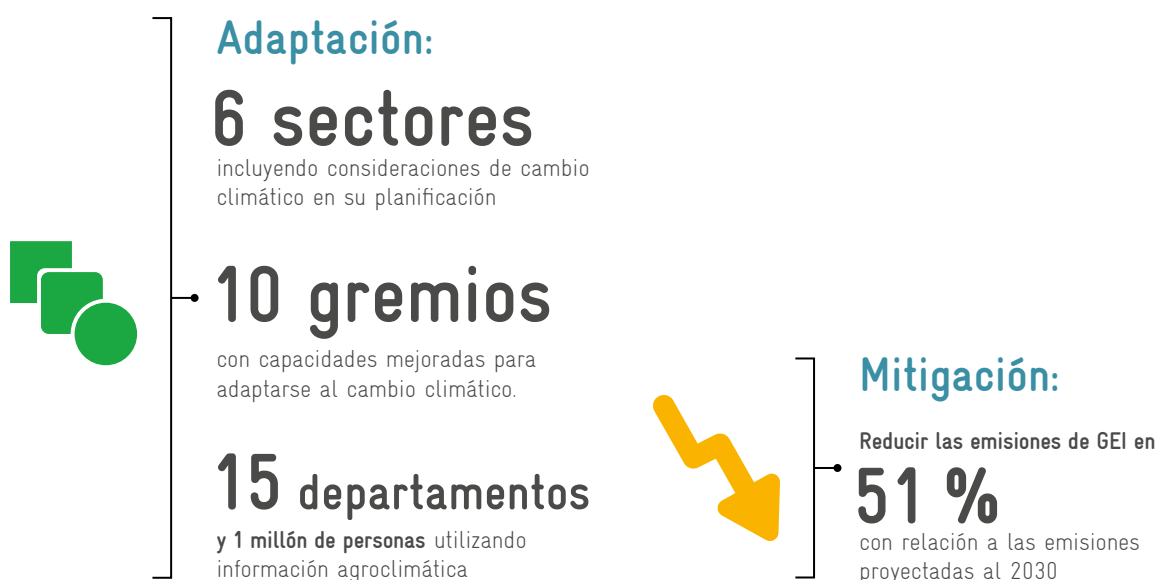 Adaptación:
6 sectores
incluyendo consideraciones de cambio
climático en su planificación
10 gremios
con capacidades mejoradas para
adaptarse al cambio climático.
15 departamentos
y 1 millón de personas utilizando
información agroclimática
Mitigación:
Reducir las emisiones de GEI en
51 %
con relación a las emisiones
proyectadas al 2030